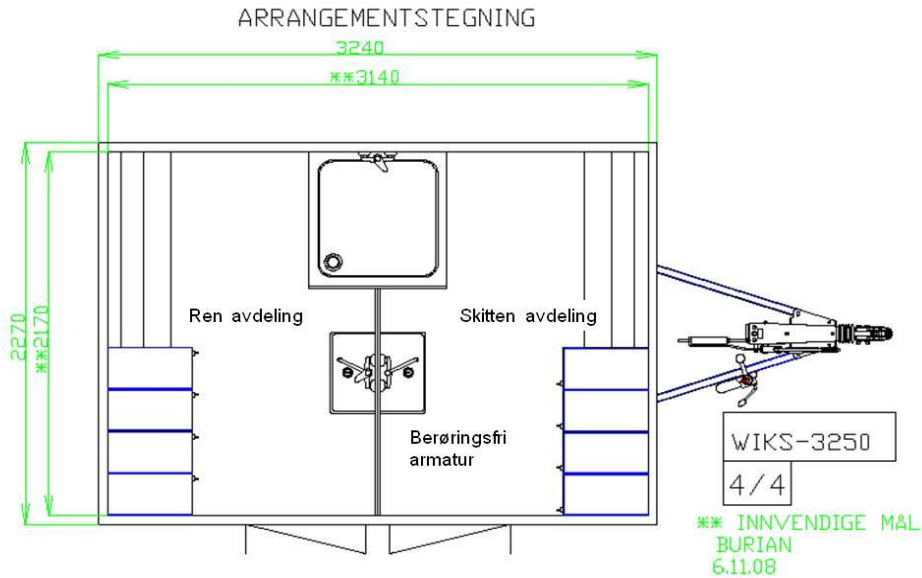 ARRANGEMENTSTEGNING
3240
**3140
2270
**2170
Ren avdeling
Skitten avdeling
Berøringsfri
armatur
WIKS-3250
4/4
** INNVENDIGE MÅL
BURIAN
6.11.08